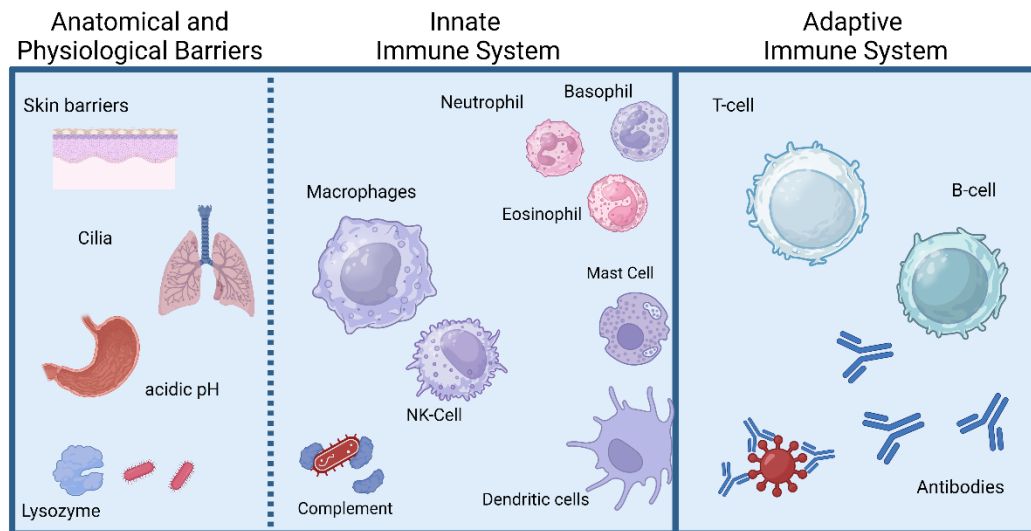 Anatomical and
Physiological Barriers
Innate
Immune System
Adaptive
Immune System
Skin barriers
Cilia
acidic pH
Lysozyme
Neutrophil
Basophil
Macrophages
Eosinophil
Mast Cell
NK-Cell
Complement
Dendritic cells
T-cell
B-cell
Antibodies